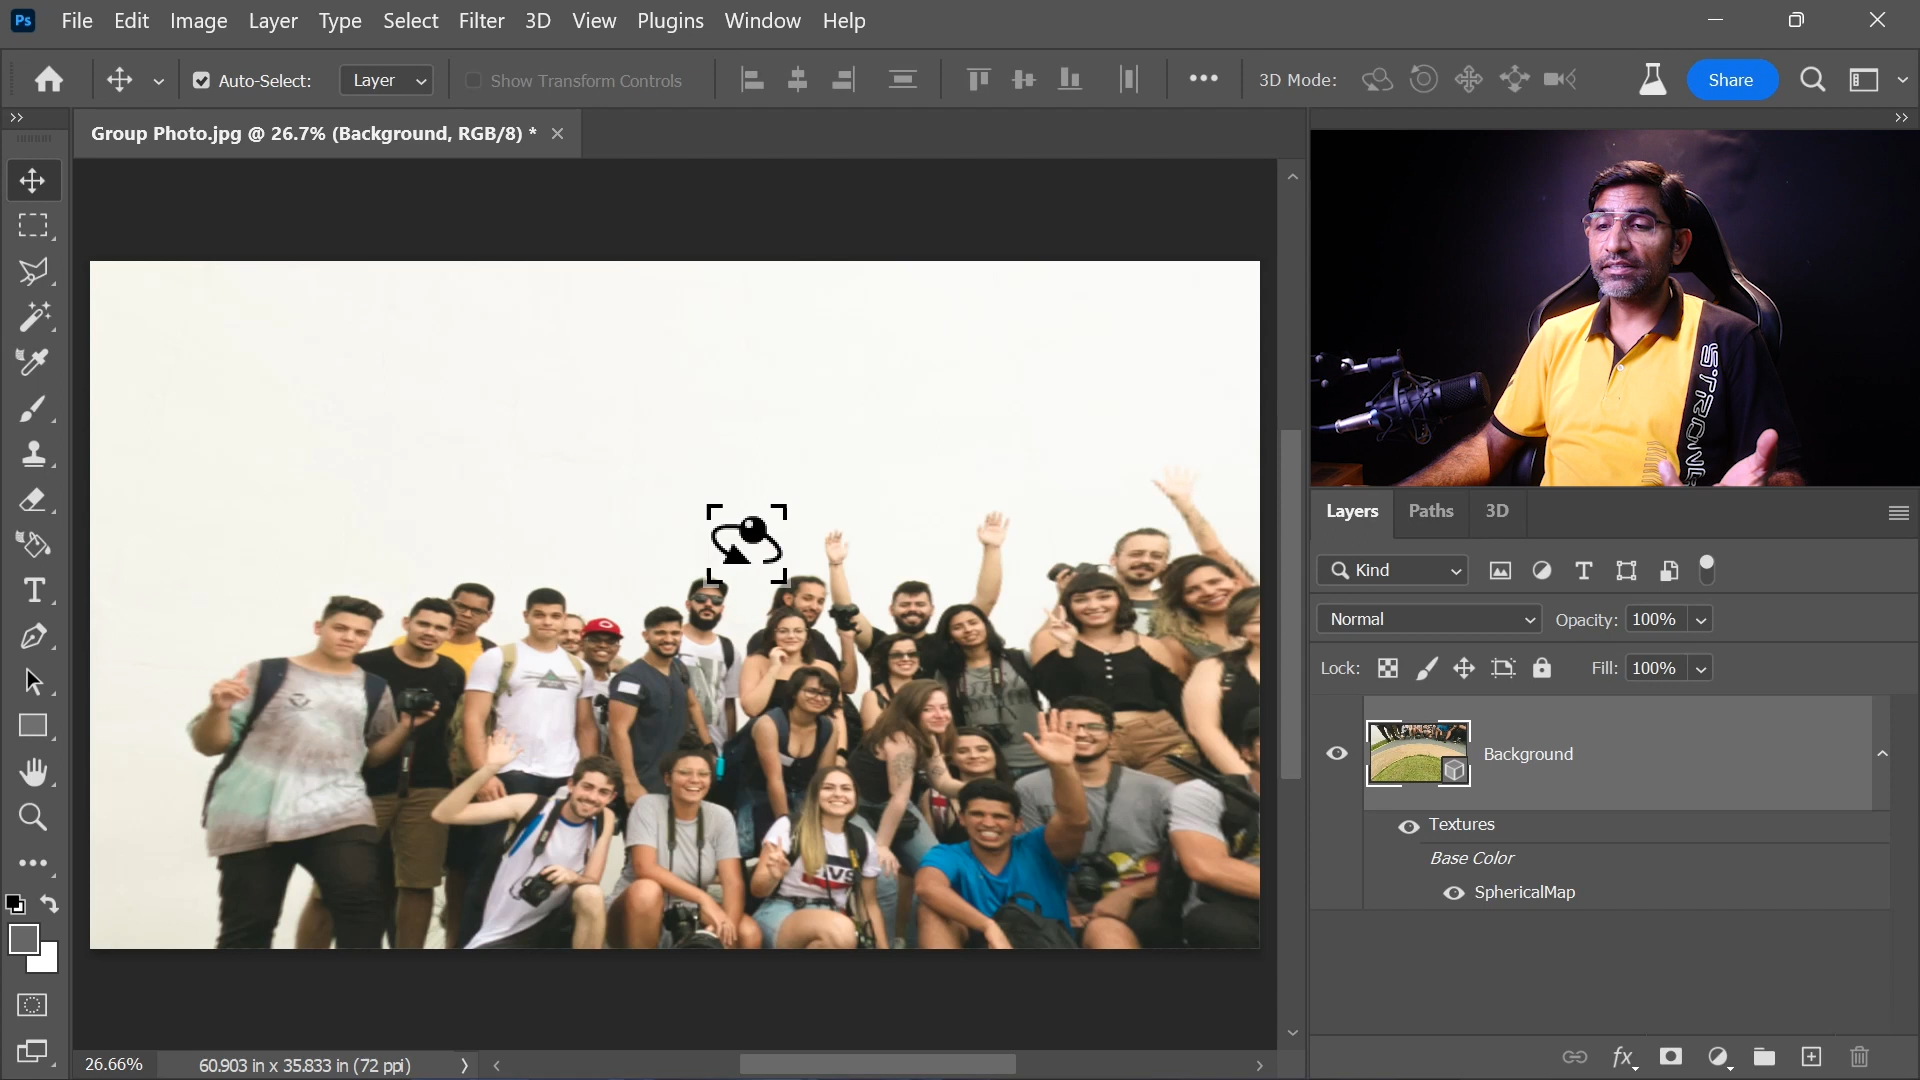 Ps File Edit Image Layer Type Select Filter 3D View Plugins Window Help
Auto-Select: Layer Show Transform Controls 3D Mode: Share
Group Photo.jpg @ 26.7% (Background, RGB/8) *
STRONG
Layers Paths 3D
Kind
Normal Opacity: 100%
Lock: Fill: 100%
Background
Textures
Base Color
SphericalMap
26.66% 60.903 in x 35.833 in (72 ppi)
fx